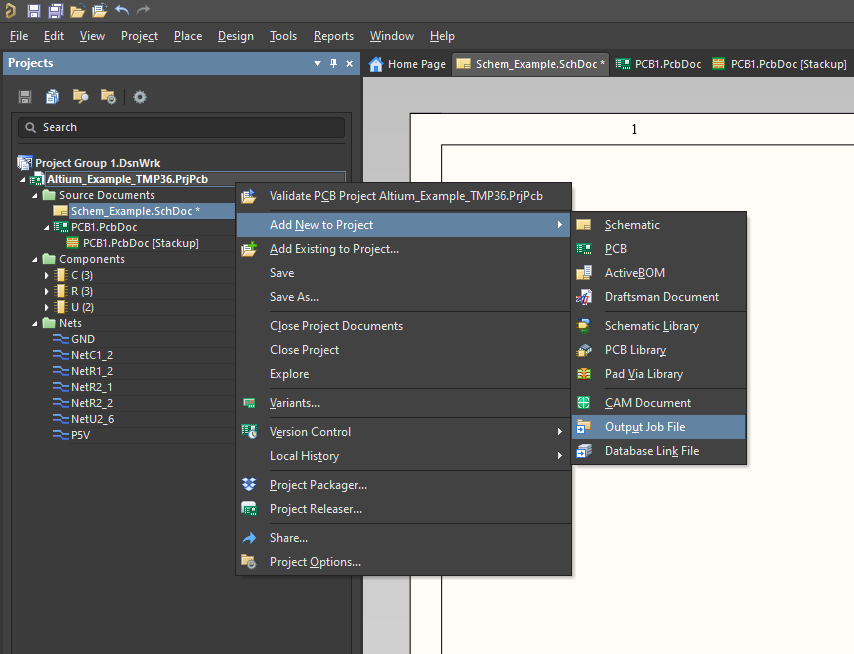 File Edit View Project Place Design Tools Reports Window Help
Projects
Home Page Schem_Example.SchDoc * PCB1.PcbDoc PCB1.PcbDoc [Stackup]
Search
1
Project Group 1.DsnWrk
Altium_Example_TMP36.PrjPcb
Source Documents
Schem_Example.SchDoc *
PCB1.PcbDoc
PCB1.PcbDoc [Stackup]
Components
C (3)
R (3)
U (2)
Nets
GND
NetC1_2
NetR1_2
NetR2_1
NetR2_2
NetU2_6
P5V
Validate PCB Project Altium_Example_TMP36.PrjPcb
Add New to Project
Add Existing to Project...
Save
Save As...
Close Project Documents
Close Project
Explore
Variants...
Version Control
Local History
Project Packager...
Project Releaser...
Share...
Project Options...
Schematic
PCB
ActiveBOM
Draftsman Document
Schematic Library
PCB Library
Pad Via Library
CAM Document
Output Job File
Database Link File